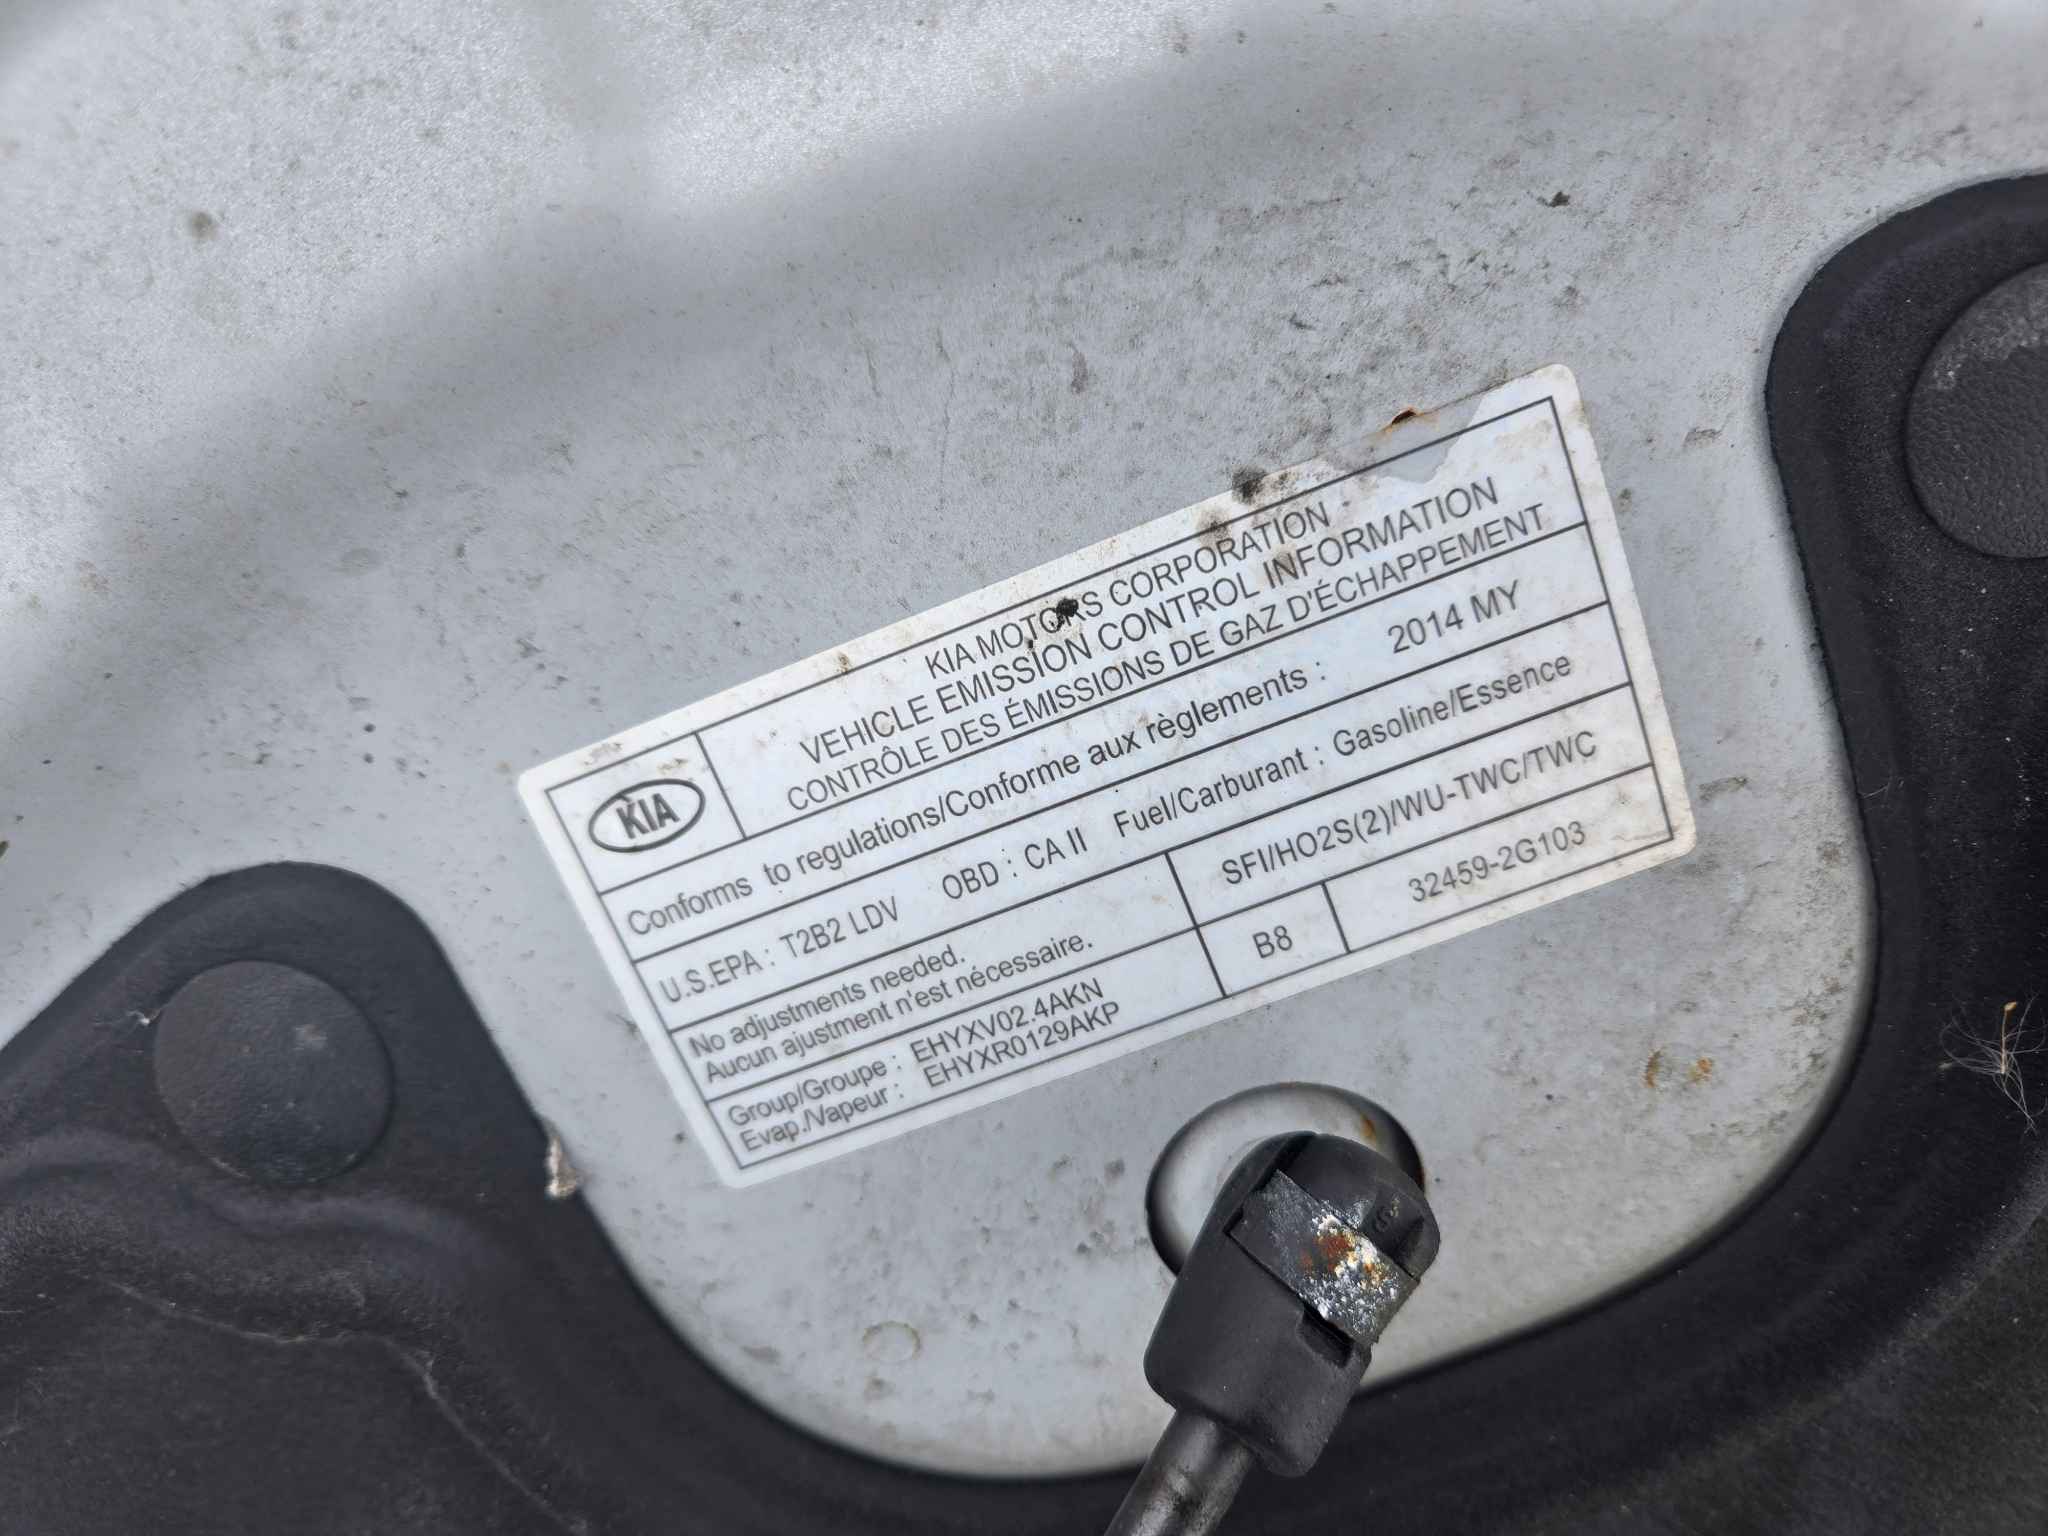 KIA MOTORS CORPORATION
VEHICLE EMISSION CONTROL INFORMATION
CONTRÔLE DES ÉMISSIONS DE GAZ D'ÉCHAPPEMENT
KIA
Conforms to regulations/Conforme aux règlements : 2014 MY
U.S.EPA : T2B2 LDV OBD : CA II Fuel/Carburant : Gasoline/Essence
No adjustments needed.
Aucun ajustment n'est nécessaire.
SFI/HO2S(2)/WU-TWC/TWC
Group/Groupe : EHYXV02.4AKN
Evap./Vapeur : EHYXR0129AKP
B8
32459-2G103